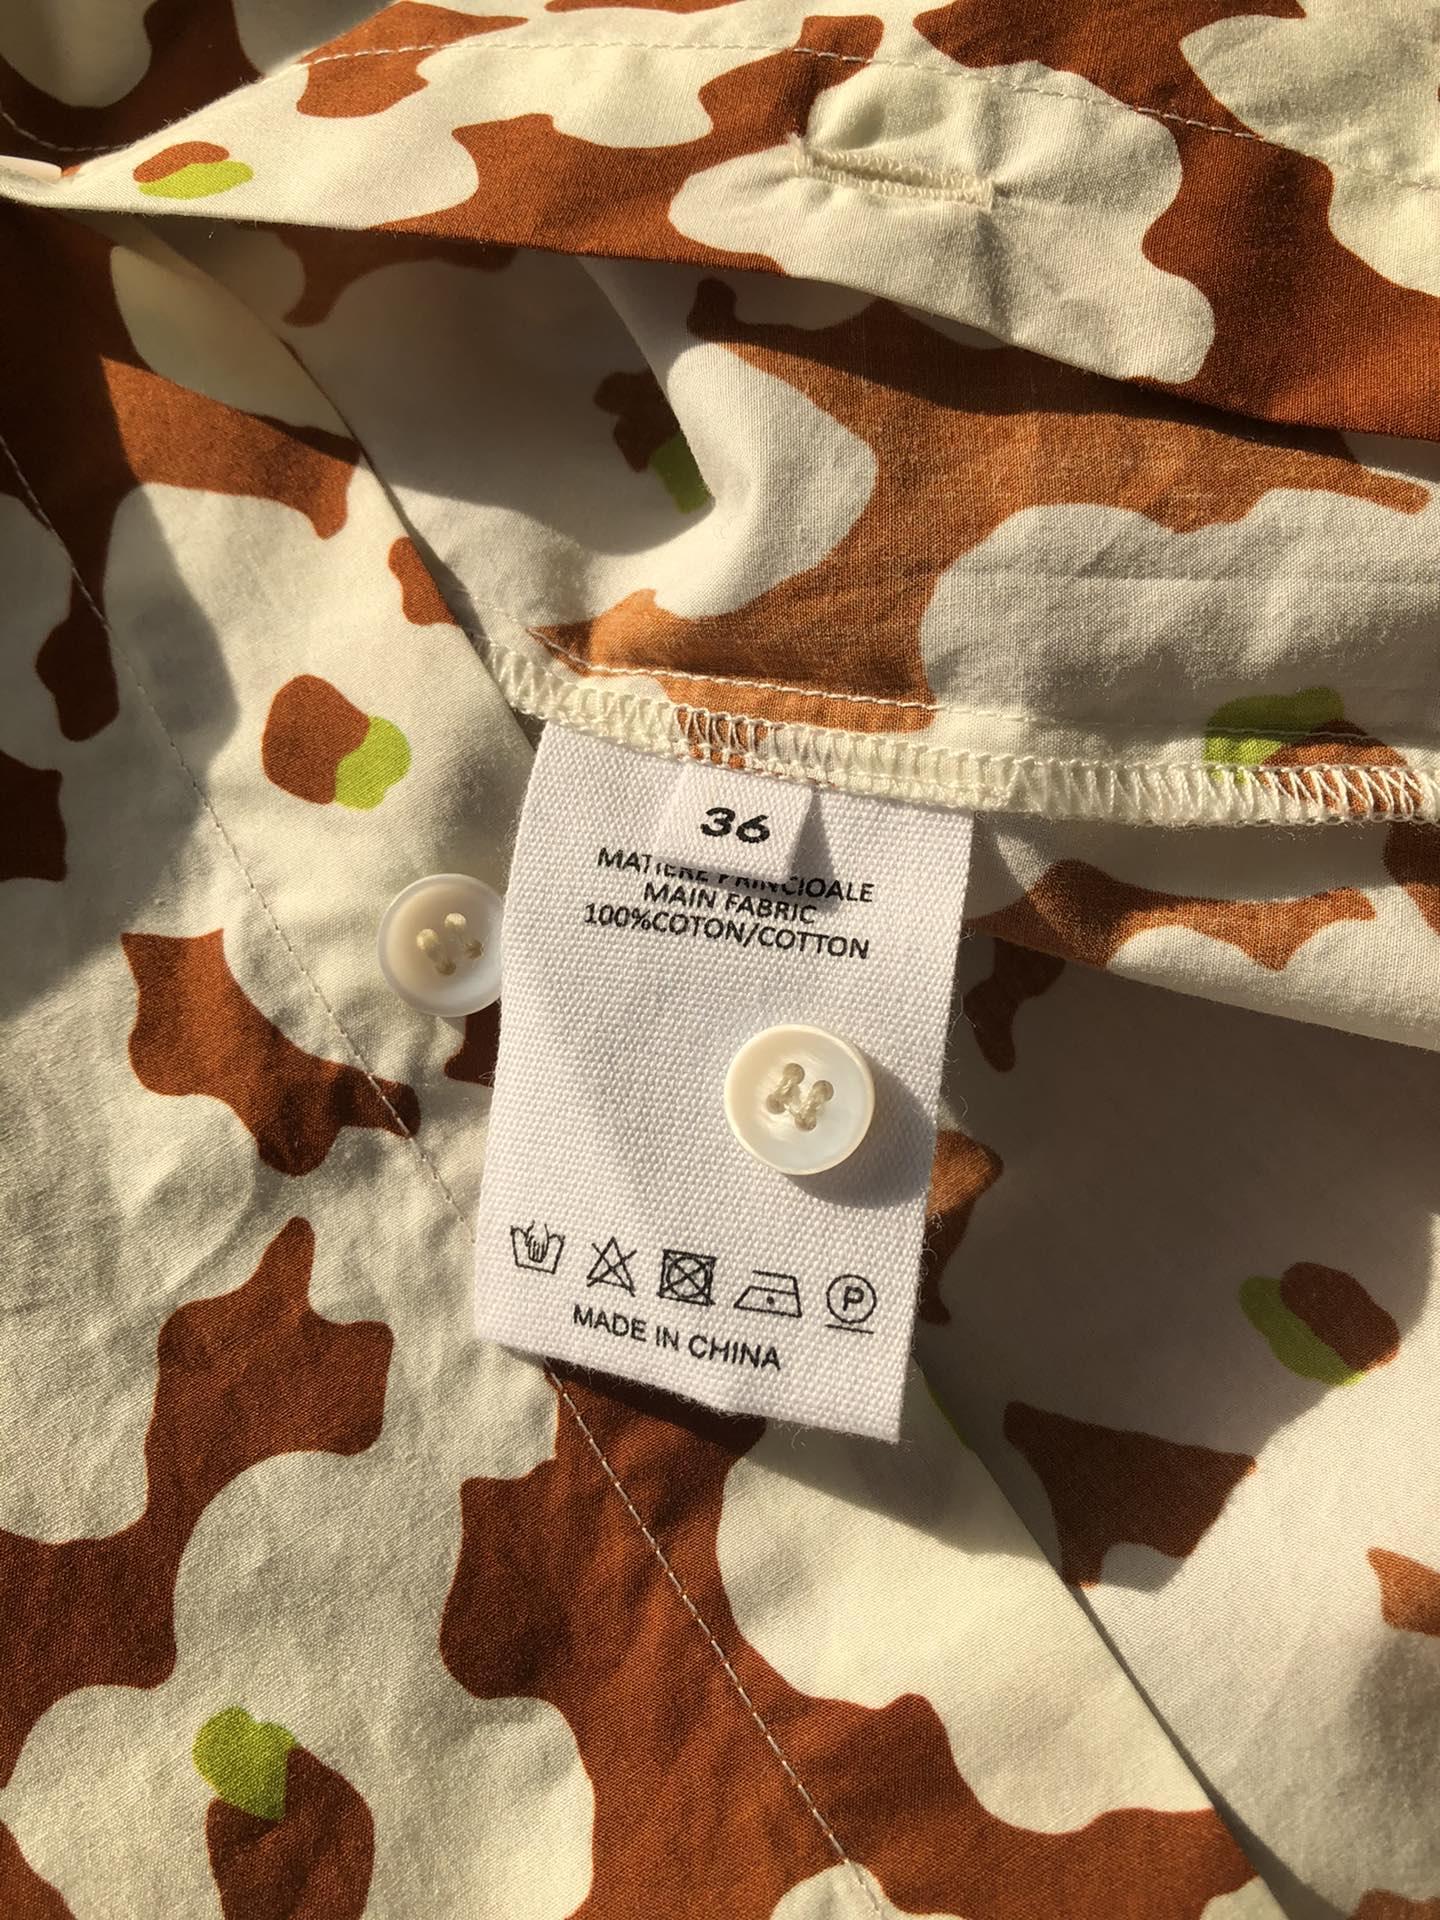 36
MATIERE PRINCIOALE
MAIN FABRIC
100%COTON/COTTON
P
MADE IN CHINA